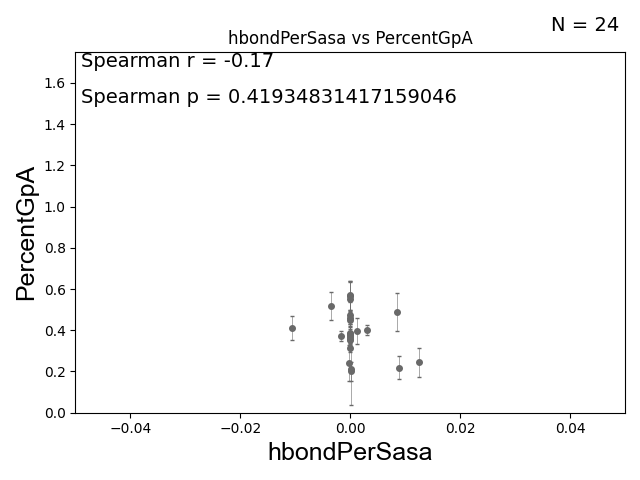 N = 24
hbondPerSasa vs PercentGpA
Spearman r = -0.17
Spearman p = 0.41934831417159046
PercentGpA
1.6
1.4
1.2
1.0
0.8
0.6
0.4
0.2
0.0
−0.04 −0.02 0.00 0.02 0.04
hbondPerSasa